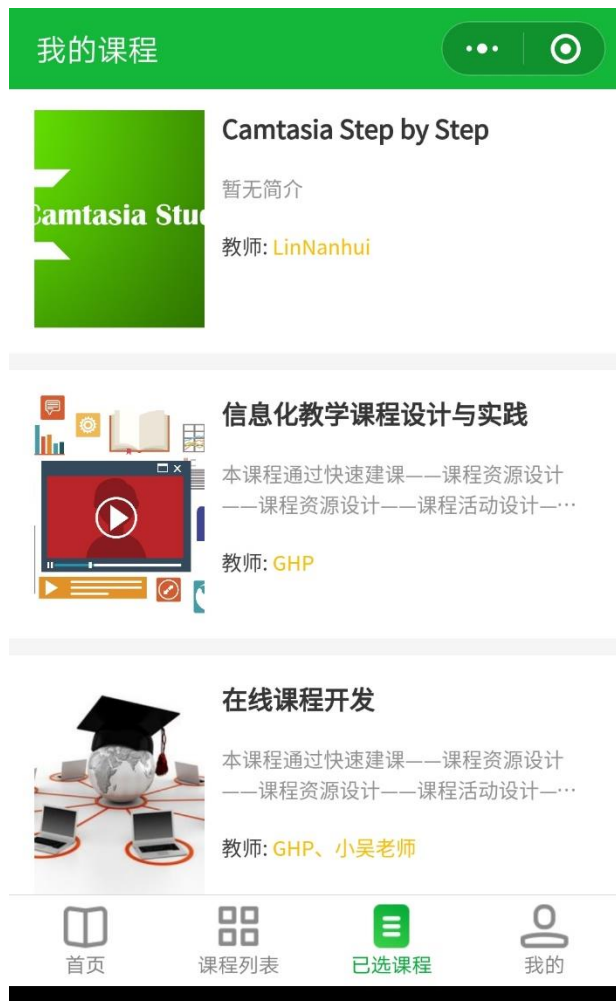 我的课程
Camtasia Step by Step
暂无简介
Camtasia Stu
教师: LinNanhui
信息化教学课程设计与实践
本课程通过快速建课——课程资源设计
——课程资源设计——课程活动设计—…
教师: GHP
在线课程开发
本课程通过快速建课——课程资源设计
——课程资源设计——课程活动设计—…
教师: GHP、小吴老师
首页
课程列表
已选课程
我的